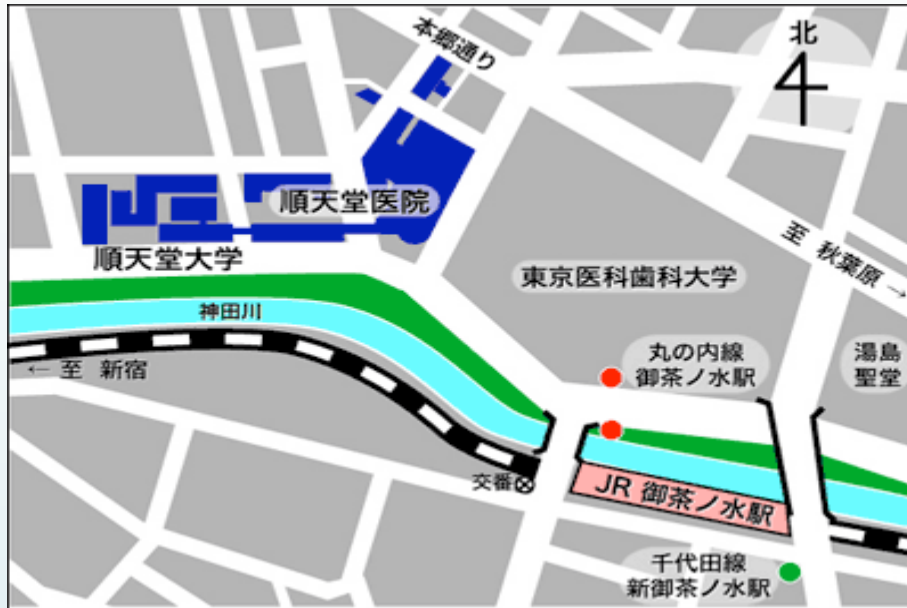 本郷通り
北
順天堂医院
至 秋葉原→
順天堂大学
東京医科歯科大学
神田川
丸の内線
御茶ノ水駅
湯島
聖堂
← 至 新宿
交番
JR 御茶ノ水駅
千代田線
新御茶ノ水駅